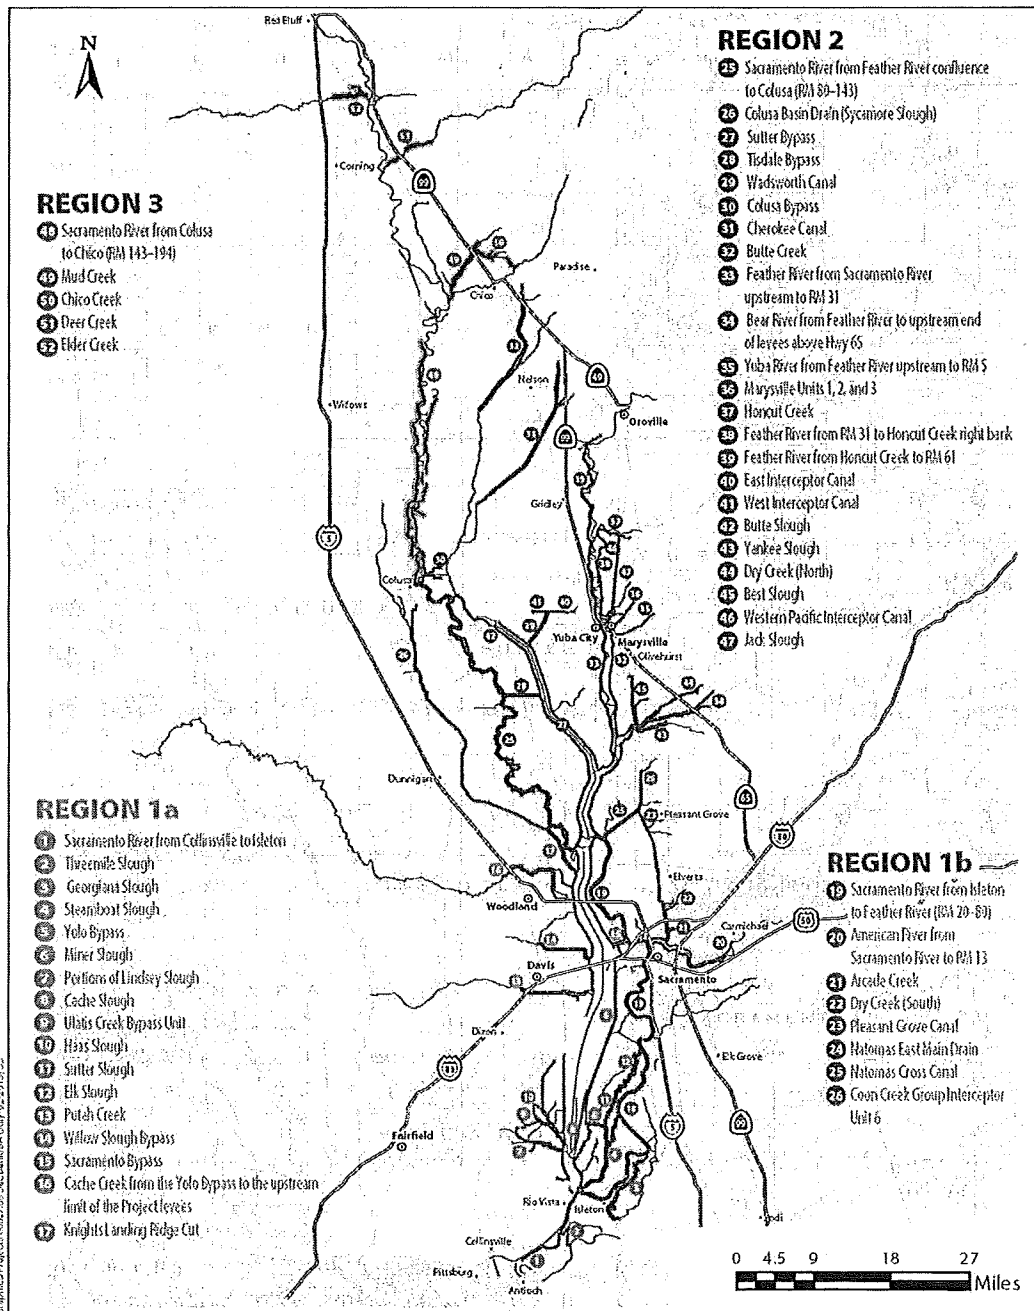 N
REGION 2
25 Sacramento River from Feather River confluence
to Colusa (RM 80–143)
26 Colusa Basin Drain (Sycamore Slough)
27 Sutter Bypass
28 Tisdale Bypass
29 Wadsworth Canal
30 Colusa Bypass
31 Cherokee Canal
32 Butte Creek
33 Feather River from Sacramento River
upstream to RM 31
34 Bear River from Feather River to upstream end
of levees above Hwy 65
35 Yuba River from Feather River upstream to RM 5
36 Marysville Units 1, 2, and 3
37 Honcut Creek
38 Feather River from RM 31 to Honcut Creek right bank
39 Feather River from Honcut Creek to RM 61
40 East Interceptor Canal
41 West Interceptor Canal
42 Butte Slough
43 Yankee Slough
44 Dry Creek (North)
45 Best Slough
46 Western Pacific Interceptor Canal
47 Jack Slough
REGION 3
48 Sacramento River from Colusa
to Chico (RM 143–194)
49 Mud Creek
50 Chico Creek
51 Deer Creek
52 Elder Creek
Red Bluff
Corning
99
Paradise
Chico
Nelson
Willows
Oroville
Gridley
5
Colusa
Yuba City
Marysville
Olivehurst
Dunnigan
Pleasant Grove
80
Elverta
Woodland
Carmichael
50
Davis
Sacramento
Dixon
Elk Grove
Fairfield
5
Rio Vista
Isleton
Collinsville
Pittsburg
Antioch
REGION 1a
1 Sacramento River from Collinsville to Isleton
2 Threemile Slough
3 Georgiana Slough
4 Steamboat Slough
5 Yolo Bypass
6 Miner Slough
7 Portions of Lindsey Slough
8 Cache Slough
9 Ulatis Creek Bypass Unit
10 Haas Slough
11 Sutter Slough
12 Elk Slough
13 Putah Creek
14 Willow Slough Bypass
15 Sacramento Bypass
16 Cache Creek from the Yolo Bypass to the upstream
limit of the Project levees
17 Knights Landing Ridge Cut
REGION 1b
Sacramento River from Isleton
to Feather River (RM 20–80)
20 American River from
Sacramento River to RM 13
21 Arcade Creek
22 Dry Creek (South)
23 Pleasant Grove Canal
24 Natomas East Main Drain
25 Natomas Cross Canal
26 Coon Creek Group Interceptor
Unit 6
0 4.5 9 18 27
Miles